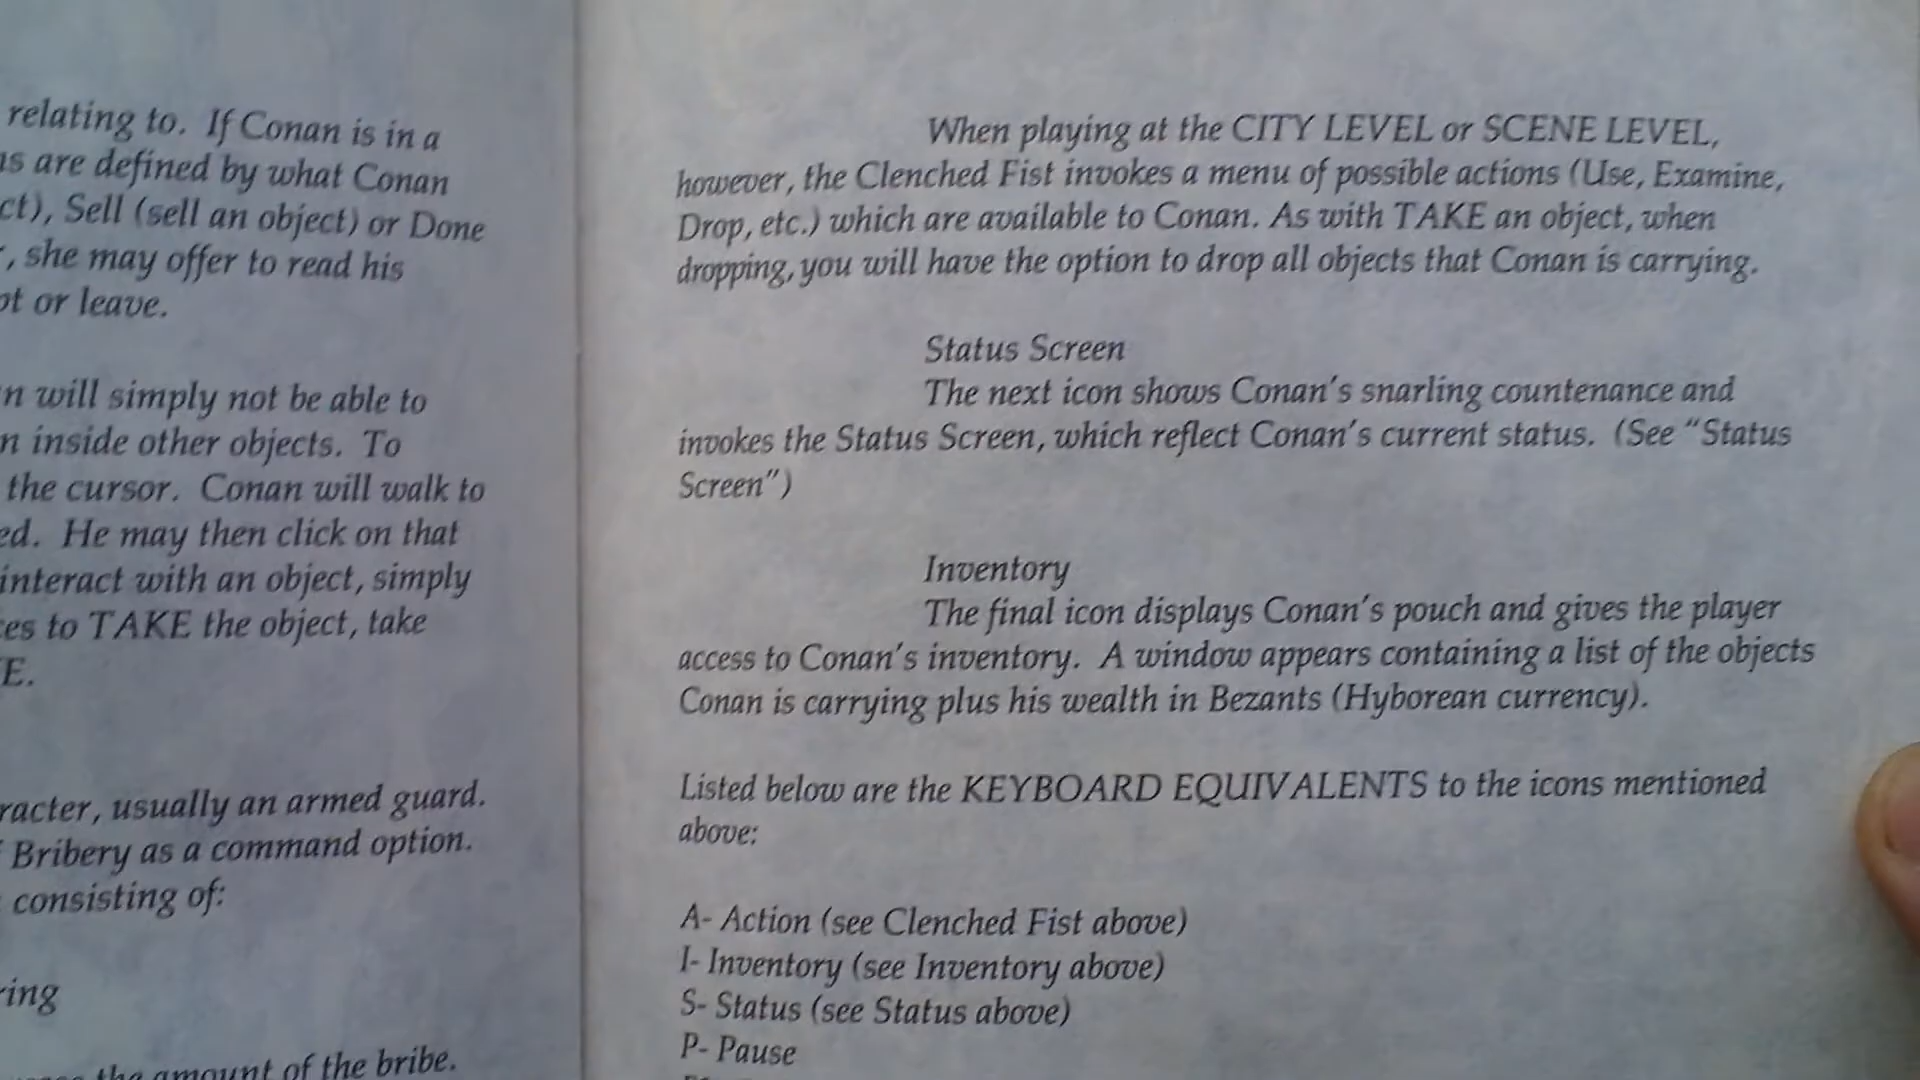 relating to. If Conan is in a
are defined by what Conan
Sell (sell an object) or Done
, she may offer to read his
or leave.
will simply not be able to
inside other objects. To
the cursor. Conan will walk to
He may then click on that
interact with an object, simply
to TAKE the object, take
usually an armed guard.
Bribery as a command option.
consisting of:
the amount of the bribe.
When playing at the CITY LEVEL or SCENE LEVEL,
however, the Clenched Fist invokes a menu of possible actions (Use, Examine,
Drop, etc.) which are available to Conan. As with TAKE an object, when
dropping, you will have the option to drop all objects that Conan is carrying.
Status Screen
The next icon shows Conan's snarling countenance and
invokes the Status Screen, which reflect Conan's current status. (See "Status
Screen")
Inventory
The final icon displays Conan's pouch and gives the player
access to Conan's inventory. A window appears containing a list of the objects
Conan is carrying plus his wealth in Bezants (Hyborean currency).
Listed below are the KEYBOARD EQUIVALENTS to the icons mentioned
above:
A- Action (see Clenched Fist above)
I- Inventory (see Inventory above)
S- Status (see Status above)
P- Pause